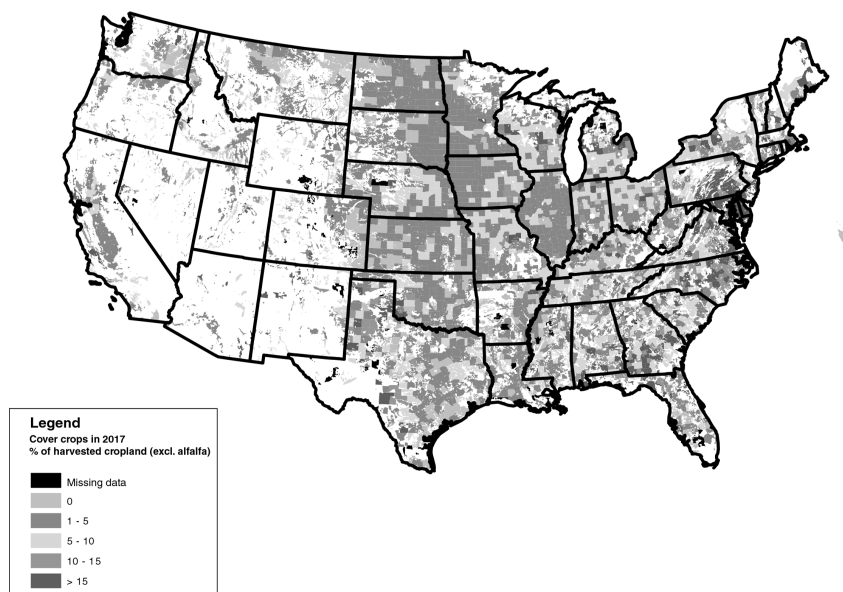 Legend
Cover crops in 2017
% of harvested cropland (excl. alfalfa)
Missing data
0
1 - 5
5 - 10
10 - 15
> 15